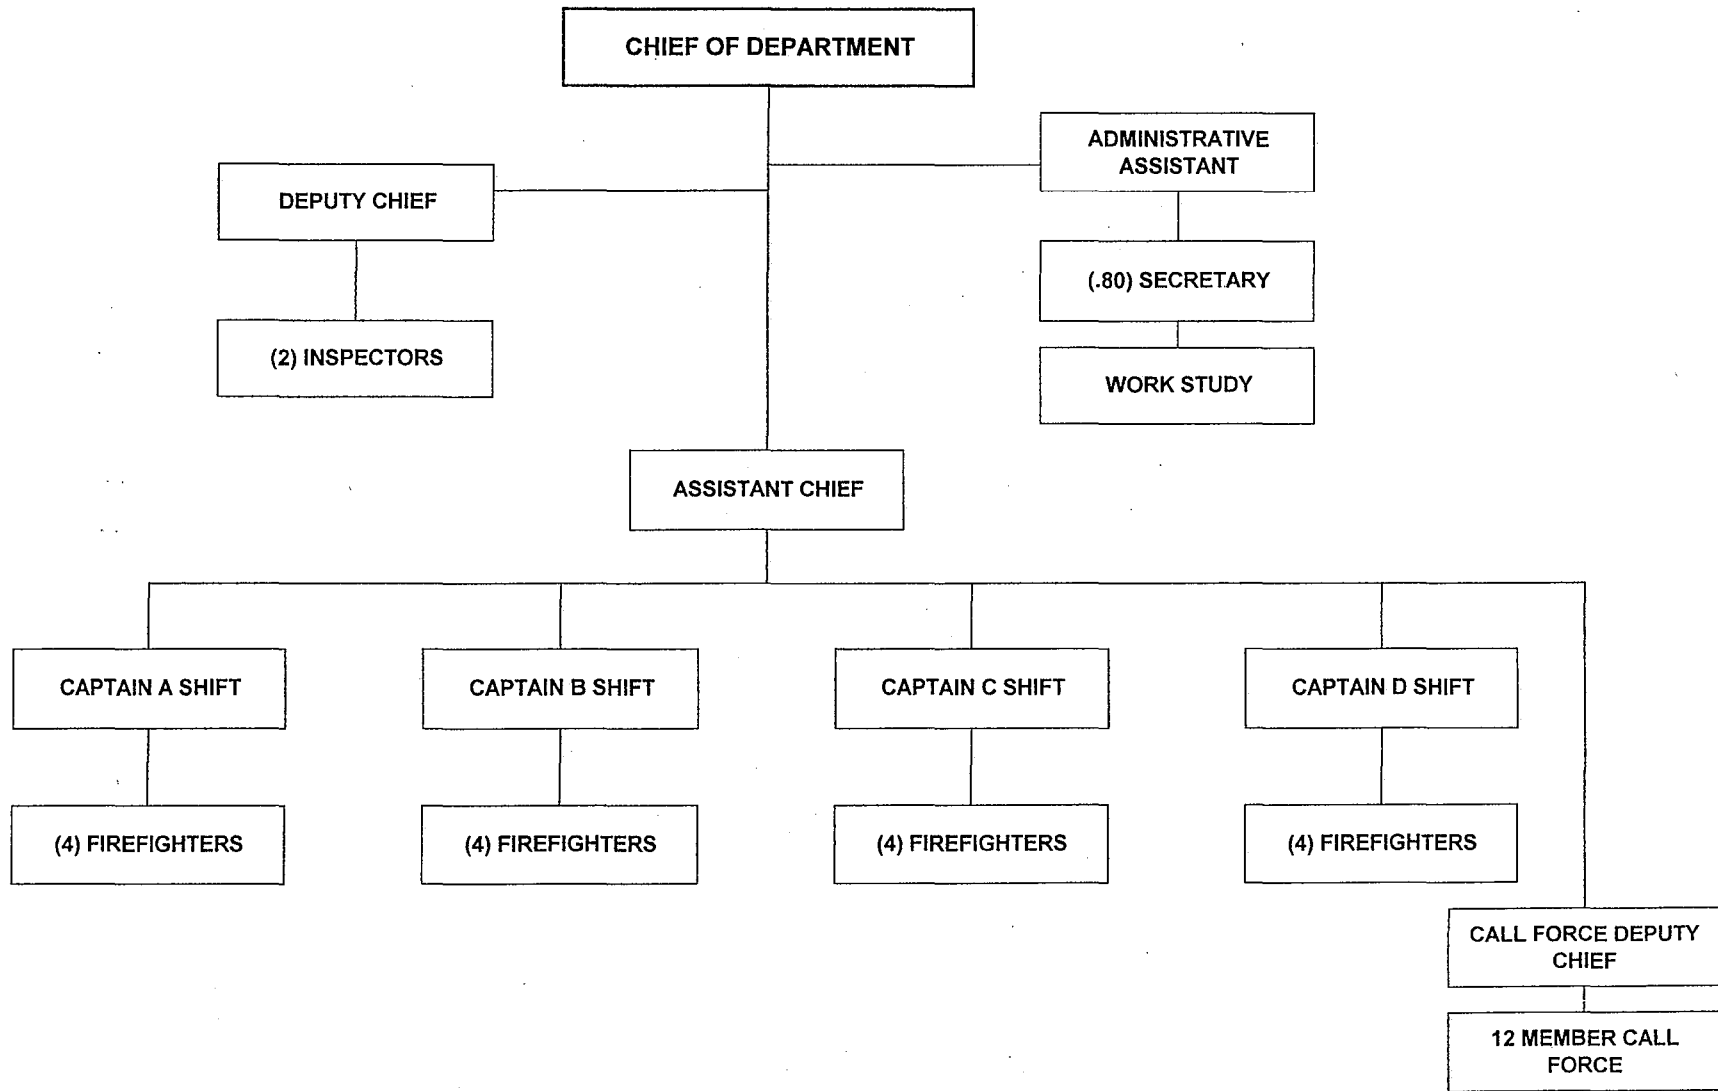 CHIEF OF DEPARTMENT
ADMINISTRATIVE
ASSISTANT
DEPUTY CHIEF
(.80) SECRETARY
(2) INSPECTORS
WORK STUDY
ASSISTANT CHIEF
CAPTAIN A SHIFT
CAPTAIN B SHIFT
CAPTAIN C SHIFT
CAPTAIN D SHIFT
(4) FIREFIGHTERS
(4) FIREFIGHTERS
(4) FIREFIGHTERS
(4) FIREFIGHTERS
CALL FORCE DEPUTY
CHIEF
12 MEMBER CALL
FORCE